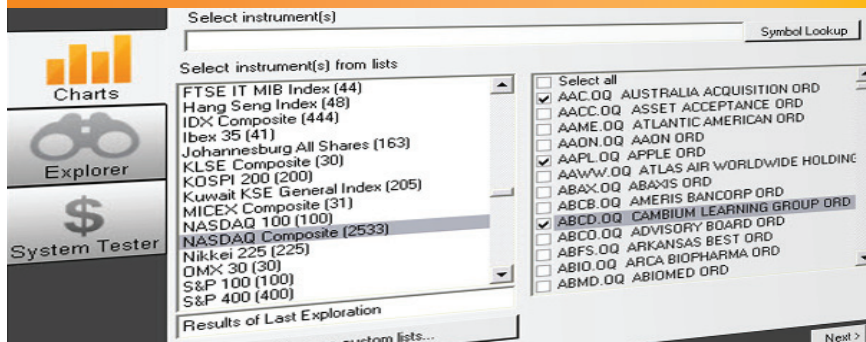 Select instrument(s)
Symbol Lookup
Charts
Explorer
System Tester
Select instrument(s) from lists
FTSE IT MIB Index (44)
Hang Seng Index (48)
IDX Composite (444)
Ibex 35 (41)
Johannesburg All Shares (163)
KLSE Composite (30)
KOSPI 200 (200)
Kuwait KSE General Index (205)
MICEX Composite (31)
NASDAQ 100 (100)
NASDAQ Composite (2533)
Nikkei 225 (225)
OMX 30 (30)
S&P 100 (100)
S&P 400 (400)
Results of Last Exploration
custom lists...
Select all
AAC.OQ AUSTRALIA ACQUISITION ORD
AACC.OQ ASSET ACCEPTANCE ORD
AAME.OQ ATLANTIC AMERICAN ORD
AAON.OQ AAON ORD
AAPL.OQ APPLE ORD
AAWW.OQ ATLAS AIR WORLDWIDE HOLDING
ABAX.OQ ABAXIS ORD
ABCB.OQ AMERIS BANCORP ORD
ABCD.OQ CAMBIUM LEARNING GROUP ORD
ABCO.OQ ADVISORY BOARD ORD
ABFS.OQ ARKANSAS BEST ORD
ABIO.OQ ARCA BIOPHARMA ORD
ABMD.OQ ABIOMED ORD
Next >